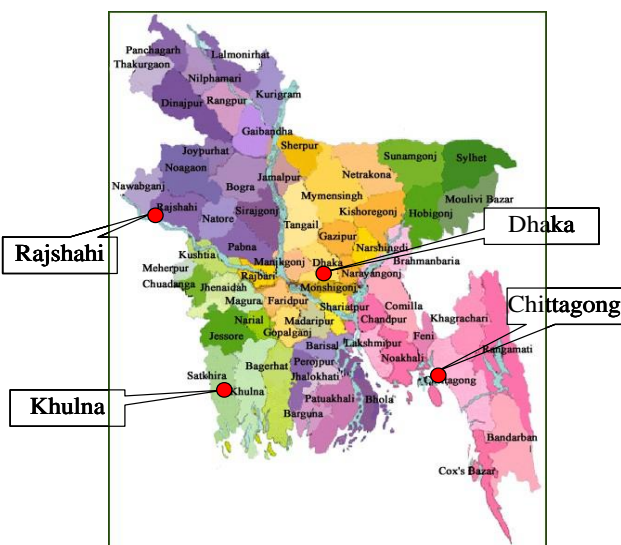 Panchagarh
Lalmonirhat
Thakurgaon
Nilphamari
Kurigram
Dinajpur
Rangpur
Gaibandha
Sherpur
Joypurhat
Sunamgonj
Sylhet
Noagaon
Jamalpur
Netrakona
Nawabganj
Bogra
Mymensingh
Moulivi Bazar
Rajshahi
Sirajgonj
Kishoregonj
Hobigonj
Natore
Tangail
Dhaka
Gazipur
Rajshahi
Pabna
Narshingdi
Kushtia
Manikgonj
Dhaka
Brahmanbaria
Meherpur
Rajbari
Narayangonj
Chuadanga
Jhenaidah
Monshigonj
Magura
Faridpur
Shariatpur
Comilla
Khagrachari
Chittagong
Narial
Madaripur
Chandpur
Jessore
Gopalganj
Feni
Barisal
Lakshmipur
Rangamati
Noakhali
Bagerhat
Perojpur
Satkhira
Jhalokhati
Chittagong
Khulna
Khulna
Patuakhali
Bhola
Barguna
Bandarban
Cox's Bazar